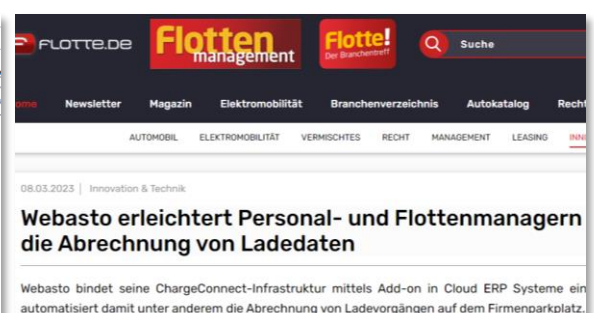 FLOTTE.DE
Flotten
management
Flotte!
Der Branchentreff
Suche
Home Newsletter Magazin Elektromobilität Branchenverzeichnis Autokatalog Recht
AUTOMOBIL ELEKTROMOBILITÄT VERMISCHTES RECHT MANAGEMENT LEASING
08.03.2023 | Innovation & Technik
Webasto erleichtert Personal- und Flottenmanagern
die Abrechnung von Ladedaten
Webasto bindet seine ChargeConnect-Infrastruktur mittels Add-on in Cloud ERP Systeme ein
automatisiert damit unter anderem die Abrechnung von Ladevorgängen auf dem Firmenparkplatz.